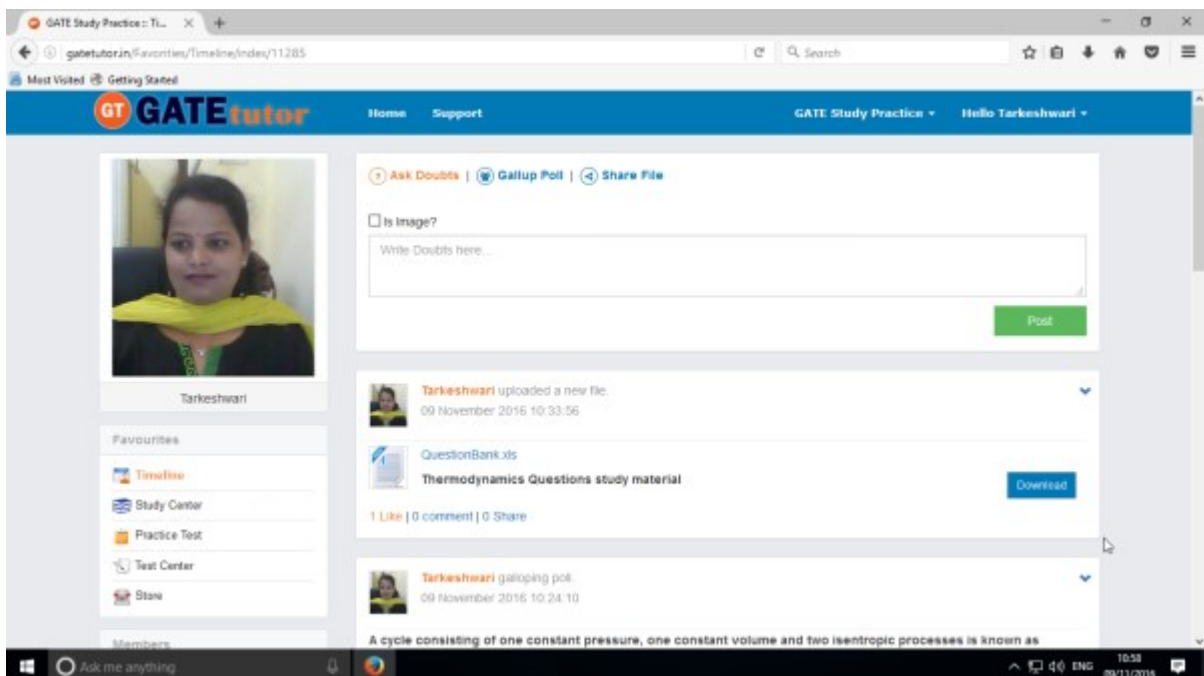 GATE Study Practice :: Ti...
gatetutor.in/Favorities/Timeline/index/11285
Search
Most Visited Getting Started
GT GATEtutor Home Support GATE Study Practice Hello Tarkeshwari
? Ask Doubts | Gallup Poll | Share File
Is Image?
Write Doubts here...
Post
Tarkeshwari
Favourites
Timeline
Study Center
Practice Test
Test Center
Store
Members
Tarkeshwari uploaded a new file.
09 November 2016 10:33:56
QuestionBank.xls
Thermodynamics Questions study material
Download
1 Like | 0 comment | 0 Share
Tarkeshwari galloping poll.
09 November 2016 10:24:10
A cycle consisting of one constant pressure, one constant volume and two isentropic processes is known as
Ask me anything
ENG
10:58
09/11/2016